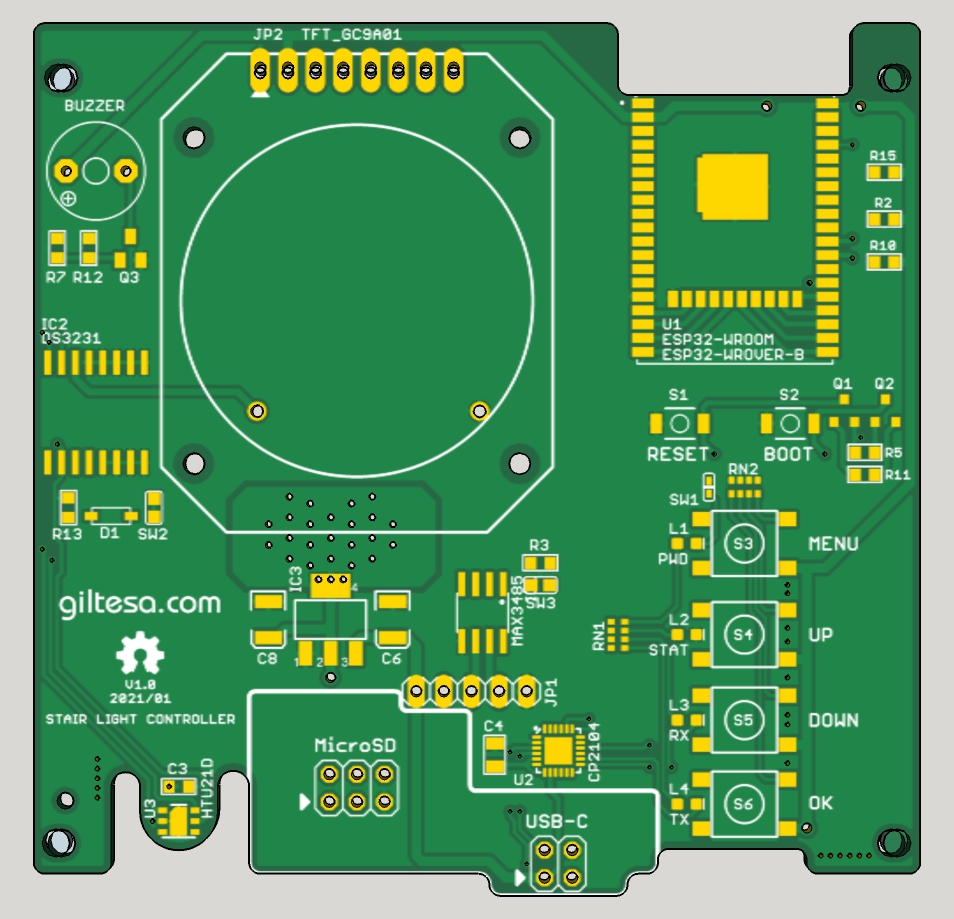 JP2 TFT_GC9A01
BUZZER
R15
R2
R10
R7 R12 Q3
IC2
DS3231
U1
ESP32-WROOM
ESP32-WROVER-B
S1
S2
Q1
Q2
RESET
BOOT
R5
R11
RN2
SW1
R13
D1
SW2
L1
PWD
S3
MENU
IC3
4
R3
SW3
MAX3485
giltesa.com
L2
STAT
S4
UP
RN1
C8
1 2 3
C6
V1.0
2021/01
STAIR LIGHT CONTROLLER
JP1
L3
RX
S5
DOWN
MicroSD
C4
U2
CP2104
C3
U3
HTU21D
L4
TX
S6
OK
USB-C